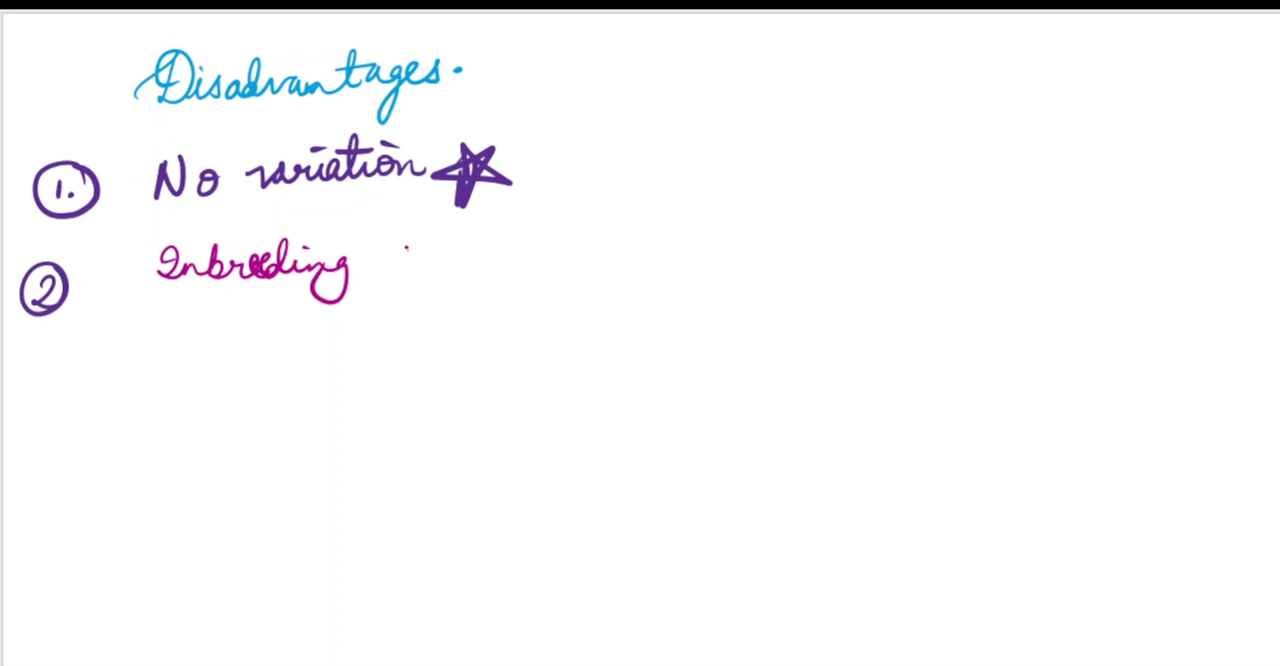 Disadvantages.
1. No variation
2 Inbreeding